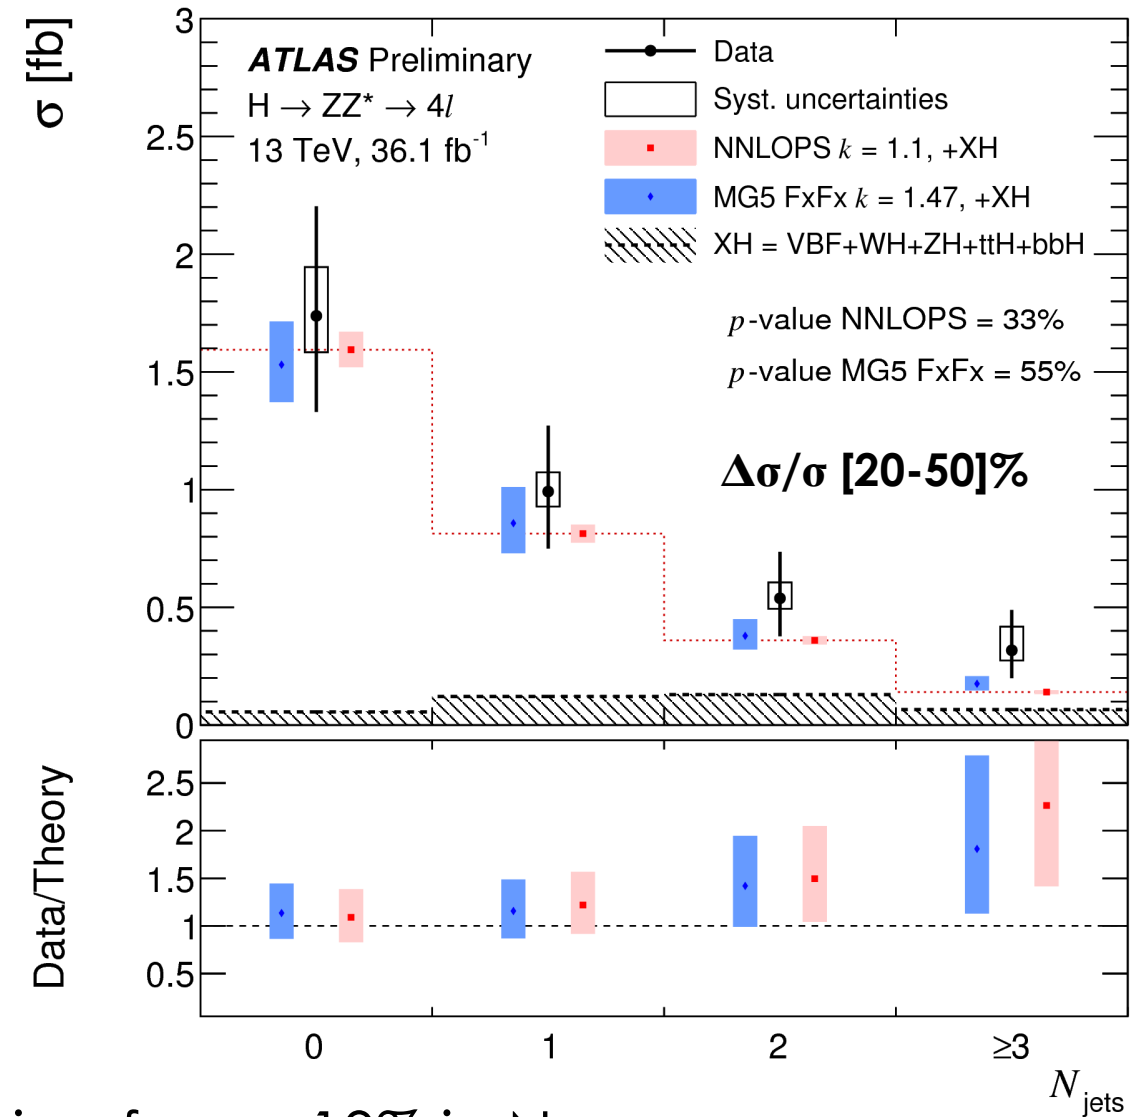 σ [fb]
3
2.5
2
1.5
1
0.5
0
ATLAS Preliminary
H → ZZ* → 4l
13 TeV, 36.1 fb⁻¹
Data
Syst. uncertainties
NNLOPS k = 1.1, +XH
MG5 FxFx k = 1.47, +XH
XH = VBF+WH+ZH+ttH+bbH
p-value NNLOPS = 33%
p-value MG5 FxFx = 55%
Δσ/σ [20-50]%
Data/Theory
2.5
2
1.5
1
0.5
0
1
2
≥3
N jets